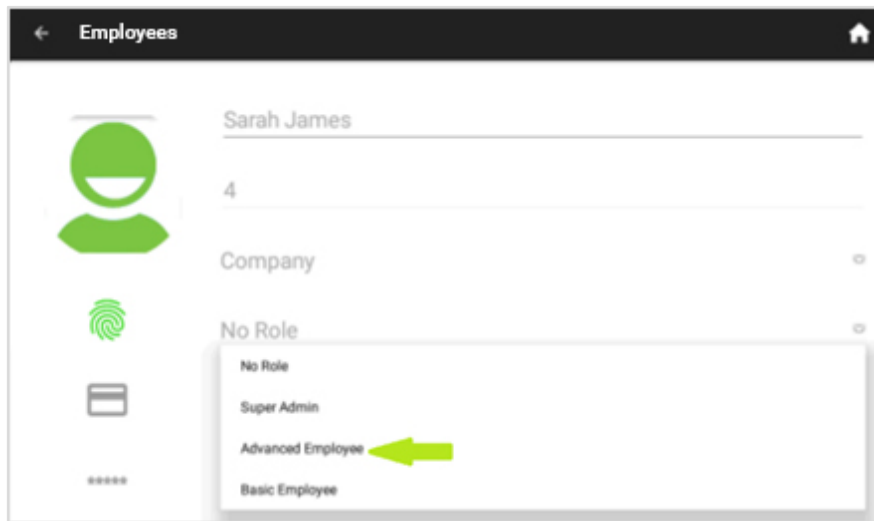 Employees
Sarah James
4
Company
No Role
No Role
Super Admin
Advanced Employee
Basic Employee
*****